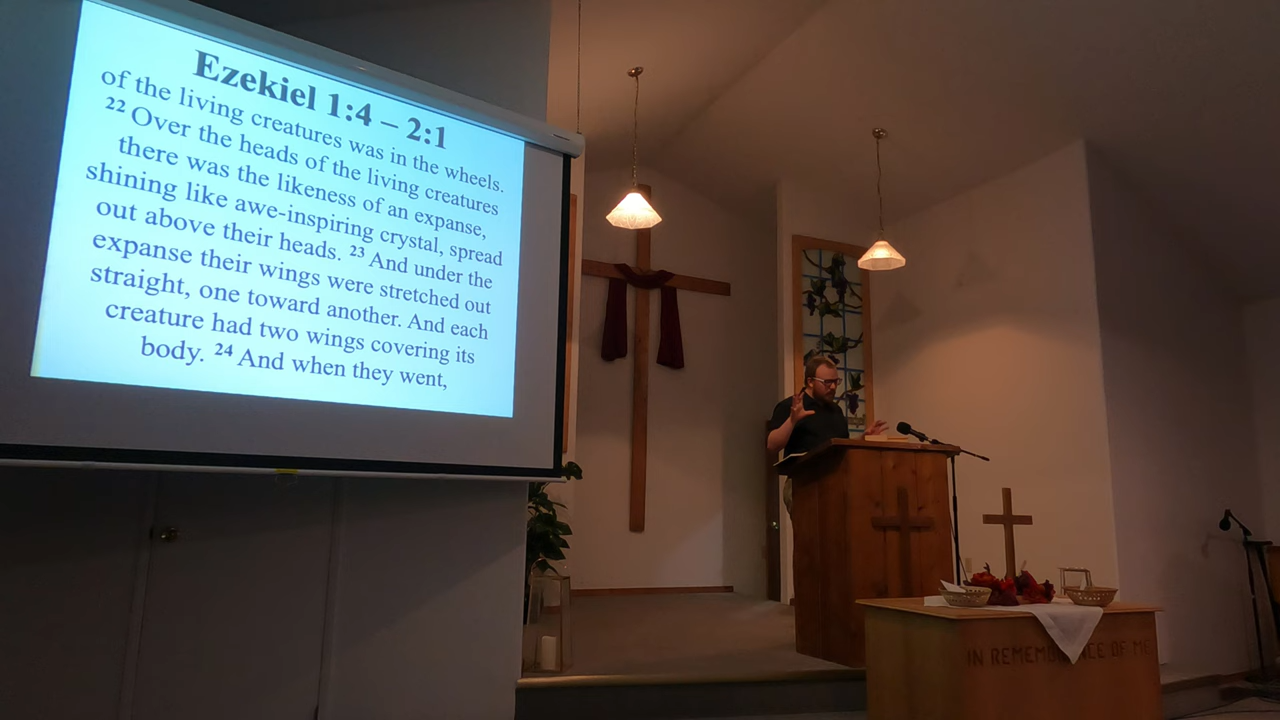 Ezekiel 1:4 – 2:1
of the living creatures was in the wheels.
22 Over the heads of the living creatures
there was the likeness of an expanse,
shining like awe-inspiring crystal, spread
out above their heads. 23 And under the
expanse their wings were stretched out
straight, one toward another. And each
creature had two wings covering its
body. 24 And when they went,
IN REMEMBRANCE OF ME